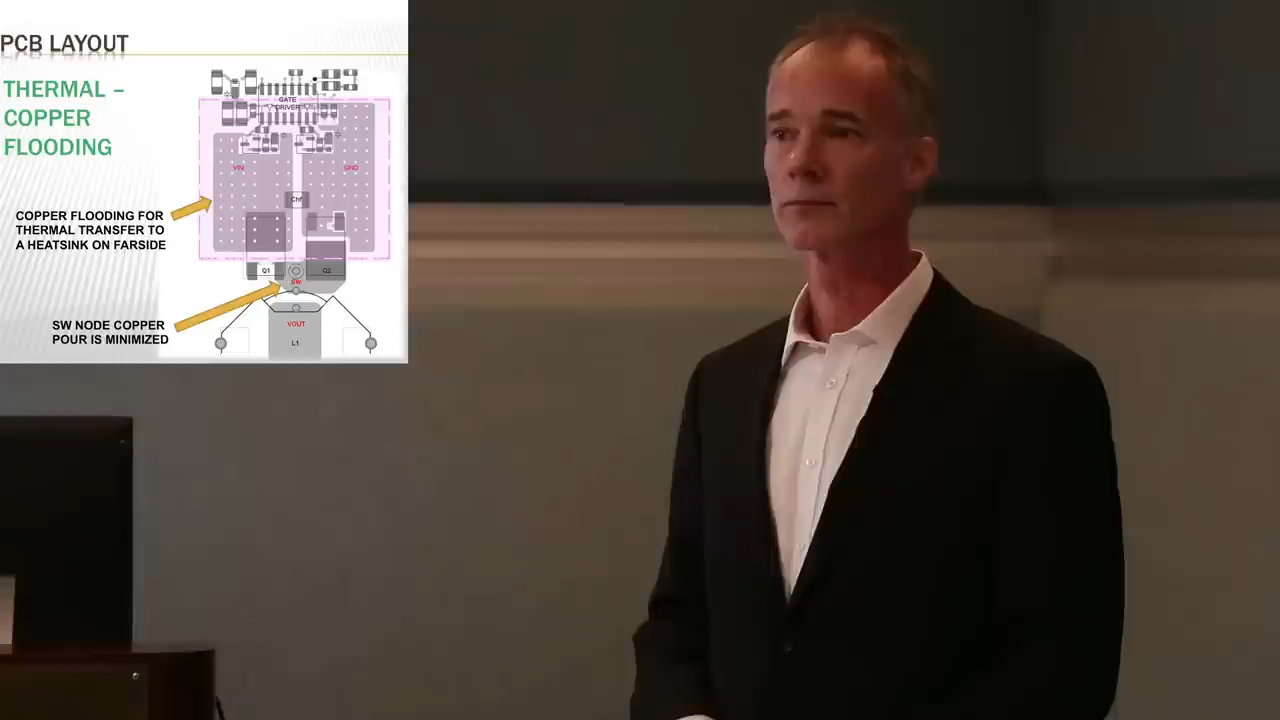 PCB LAYOUT
THERMAL –
COPPER
FLOODING
GATE
DRIVER
VIN
GND
COPPER FLOODING FOR
THERMAL TRANSFER TO
A HEATSINK ON FARSIDE
Chf
Q1
Q2
SW
SW NODE COPPER
POUR IS MINIMIZED
VOUT
L1